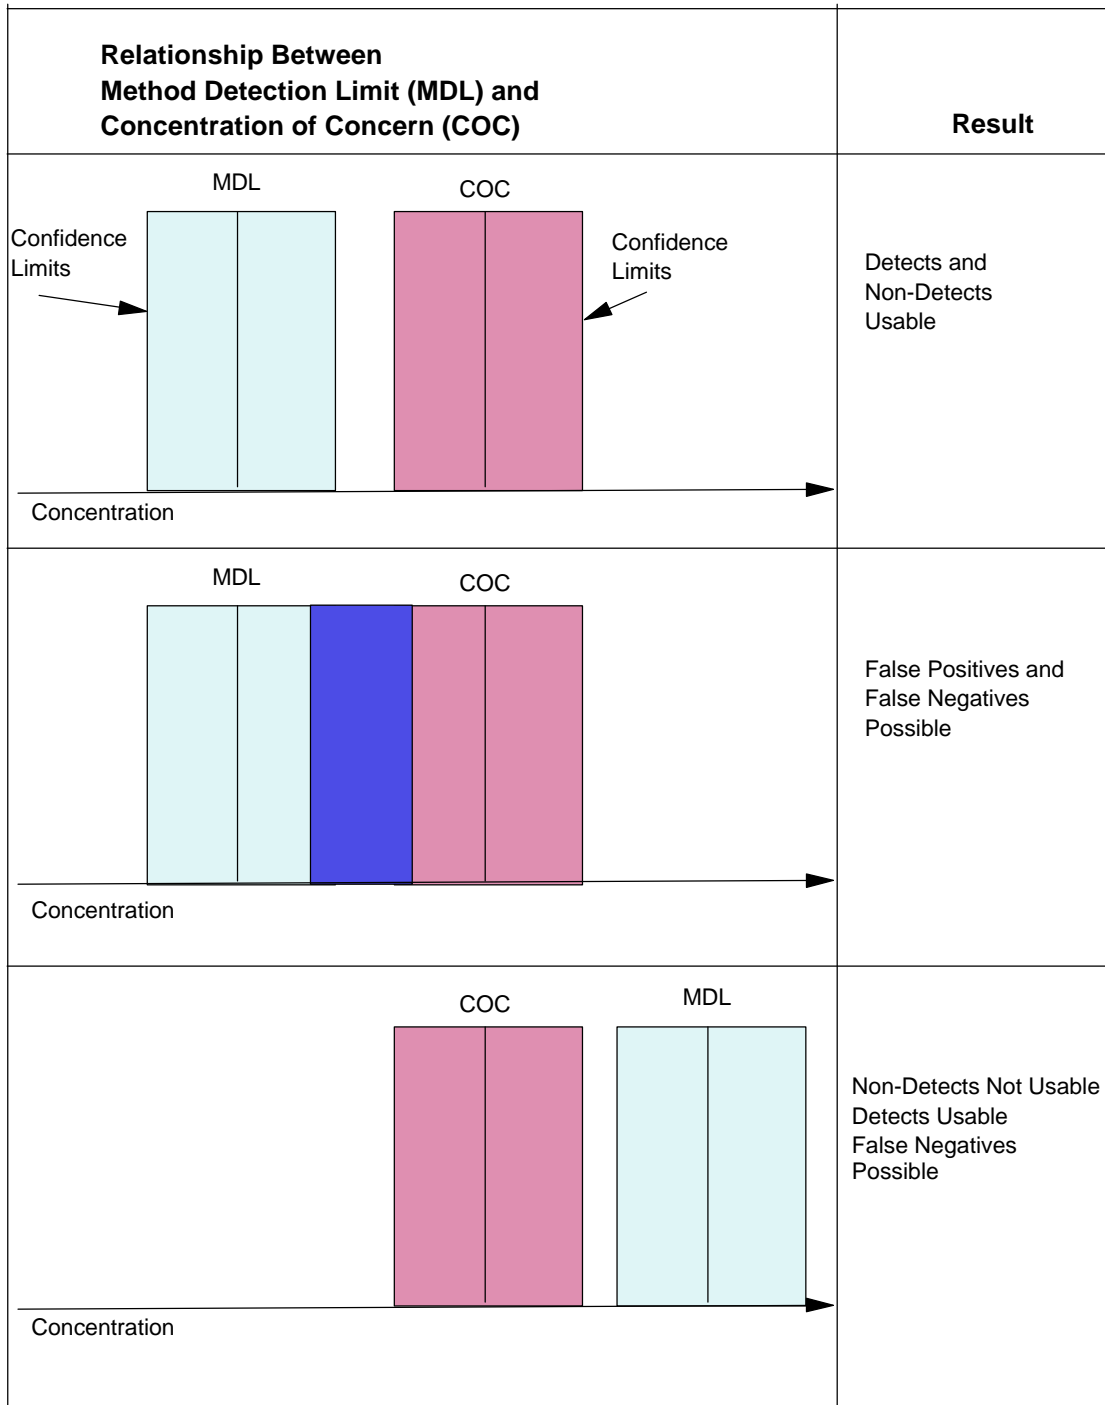 Relationship Between
Method Detection Limit (MDL) and
Concentration of Concern (COC)
Result
MDL
COC
Confidence
Limits
Confidence
Limits
Detects and
Non-Detects
Usable
Concentration
MDL
COC
False Positives and
False Negatives
Possible
Concentration
COC
MDL
Non-Detects Not Usable
Detects Usable
False Negatives
Possible
Concentration